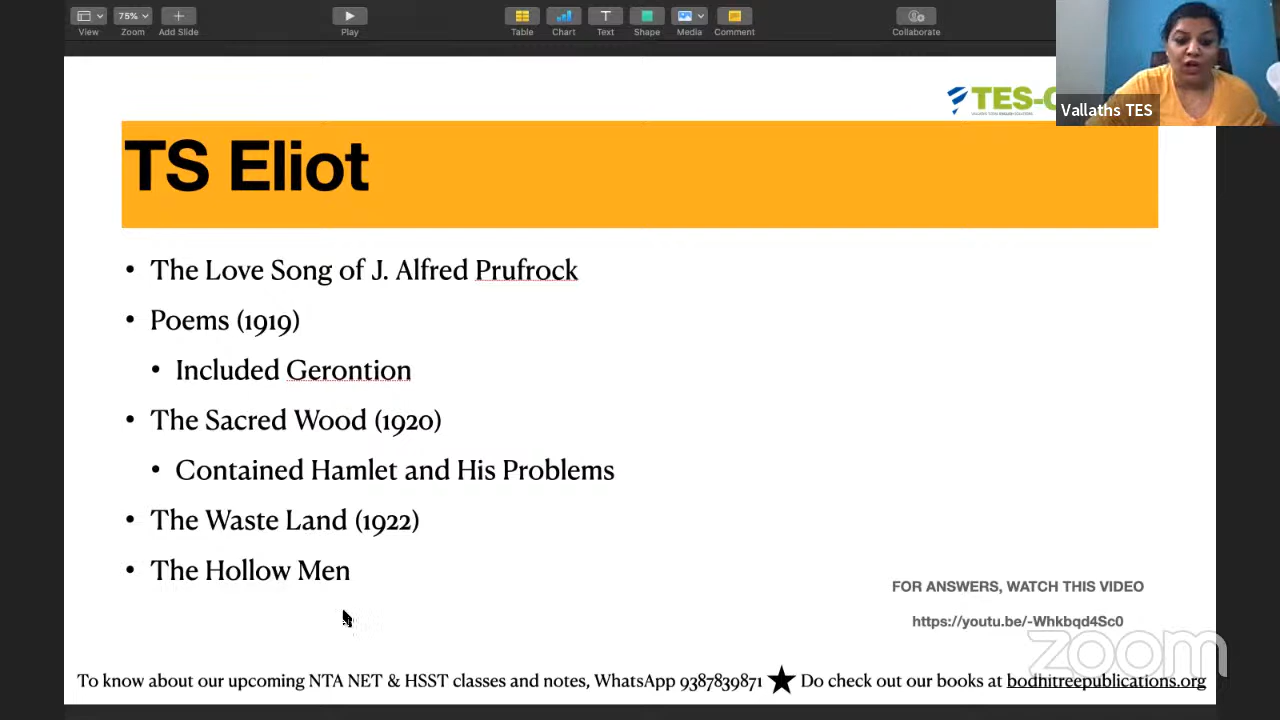 View
75%
Zoom
Add Slide
Play
Table
Chart
Text
Shape
Media
Comment
Collaborate
TES-
Vallaths TES
TS Eliot
• The Love Song of J. Alfred Prufrock
• Poems (1919)
• Included Gerontion
• The Sacred Wood (1920)
• Contained Hamlet and His Problems
• The Waste Land (1922)
• The Hollow Men
FOR ANSWERS, WATCH THIS VIDEO
https://youtu.be/-Whkbqd4Sc0
zoom
To know about our upcoming NTA NET & HSST classes and notes, WhatsApp 9387839871 ★ Do check out our books at bodhitreepublications.org